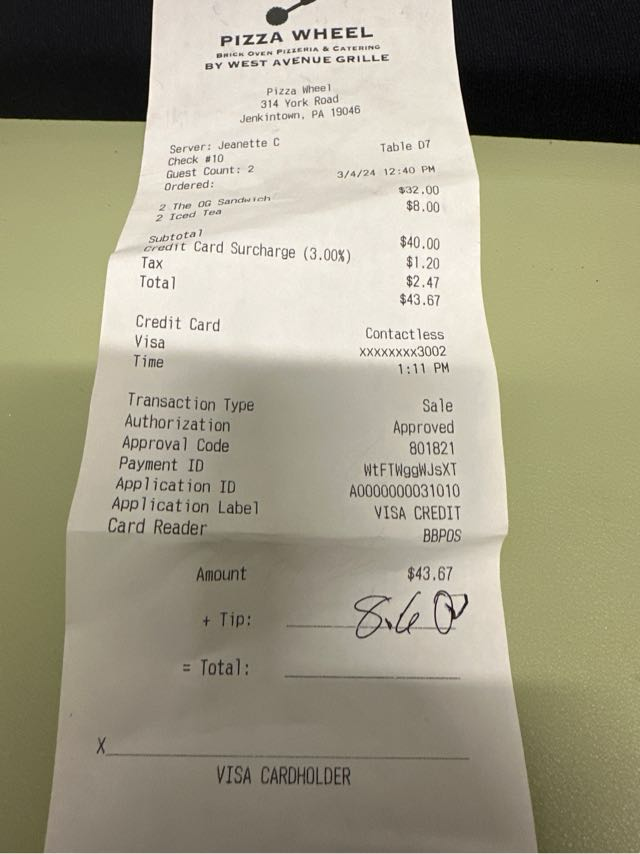 PIZZA WHEEL
BRICK OVEN PIZZERIA & CATERING
BY WEST AVENUE GRILLE
Pizza Wheel
314 York Road
Jenkintown, PA 19046
Server: Jeanette C
Check #10 Table D7
Guest Count: 2
Ordered: 3/4/24 12:40 PM
2 The OG Sandwich $32.00
2 Iced Tea $8.00
Subtotal $40.00
Credit Card Surcharge (3.00%) $1.20
Tax $2.47
Total $43.67
Credit Card Contactless
Visa xxxxxxxx3002
Time 1:11 PM
Transaction Type Sale
Authorization Approved
Approval Code 801821
Payment ID WtFTWggWJsXT
Application ID A0000000031010
Application Label VISA CREDIT
Card Reader BBPOS
Amount $43.67
+ Tip: 8.60
= Total:
X
VISA CARDHOLDER